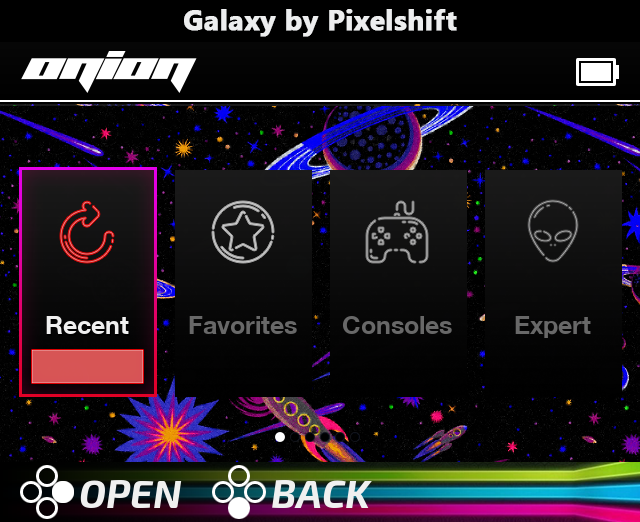 Galaxy by Pixelshift
onion
Recent
Favorites
Consoles
Expert
OPEN
BACK